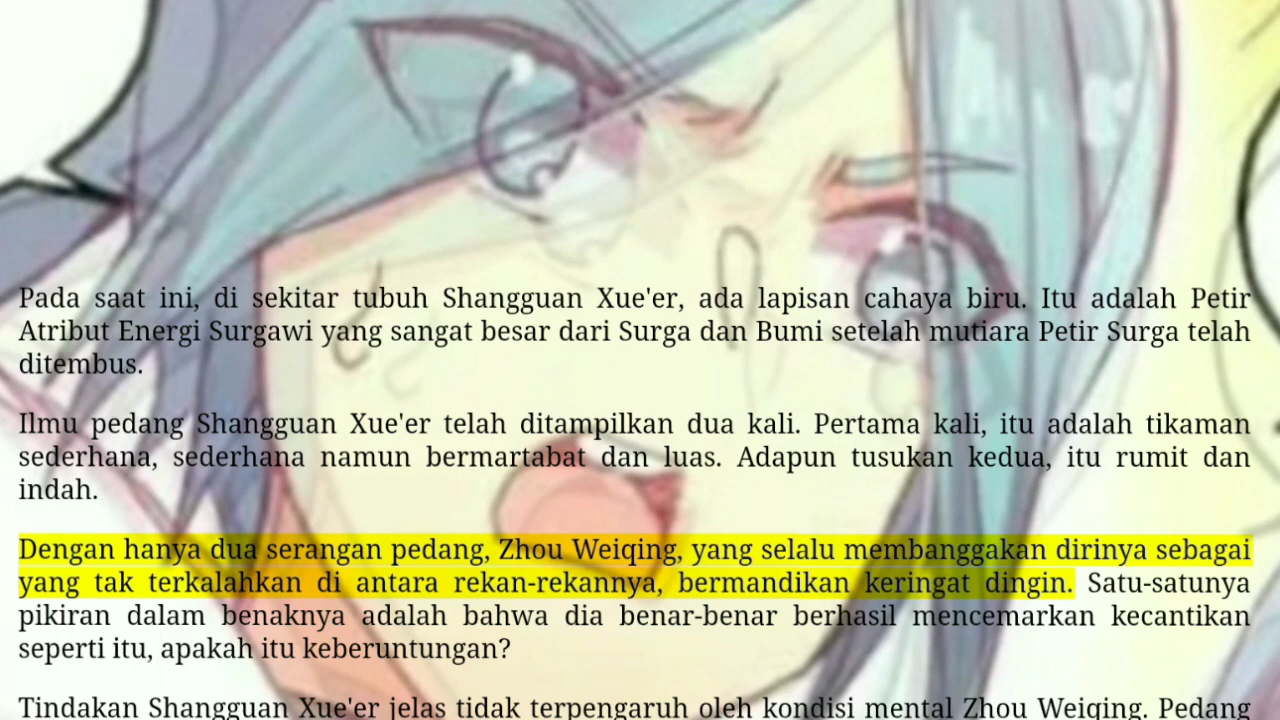 Pada saat ini, di sekitar tubuh Shangguan Xue'er, ada lapisan cahaya biru. Itu adalah Petir
Atribut Energi Surgawi yang sangat besar dari Surga dan Bumi setelah mutiara Petir Surga telah
ditembus.
Ilmu pedang Shangguan Xue'er telah ditampilkan dua kali. Pertama kali, itu adalah tikaman
sederhana, sederhana namun bermartabat dan luas. Adapun tusukan kedua, itu rumit dan
indah.
Dengan hanya dua serangan pedang, Zhou Weiqing, yang selalu membanggakan dirinya sebagai
yang tak terkalahkan di antara rekan-rekannya, bermandikan keringat dingin. Satu-satunya
pikiran dalam benaknya adalah bahwa dia benar-benar berhasil mencemarkan kecantikan
seperti itu, apakah itu keberuntungan?
Tindakan Shangguan Xue'er jelas tidak terpengaruh oleh kondisi mental Zhou Weiqing. Pedang